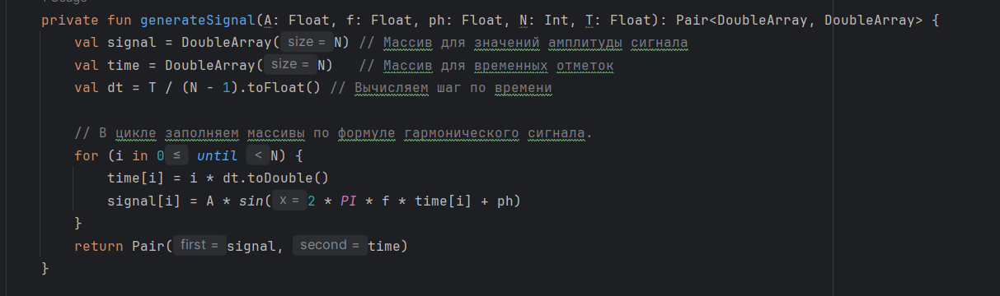 private fun generateSignal(A: Float, f: Float, ph: Float, N: Int, T: Float): Pair<DoubleArray, DoubleArray> {
val signal = DoubleArray( size = N) // Массив для значений амплитуды сигнала
val time = DoubleArray( size = N) // Массив для временных отметок
val dt = T / (N - 1).toFloat() // Вычисляем шаг по времени
// В цикле заполняем массивы по формуле гармонического сигнала.
for (i in 0 ≤ until < N) {
time[i] = i * dt.toDouble()
signal[i] = A * sin( x = 2 * PI * f * time[i] + ph)
}
return Pair( first = signal, second = time)
}